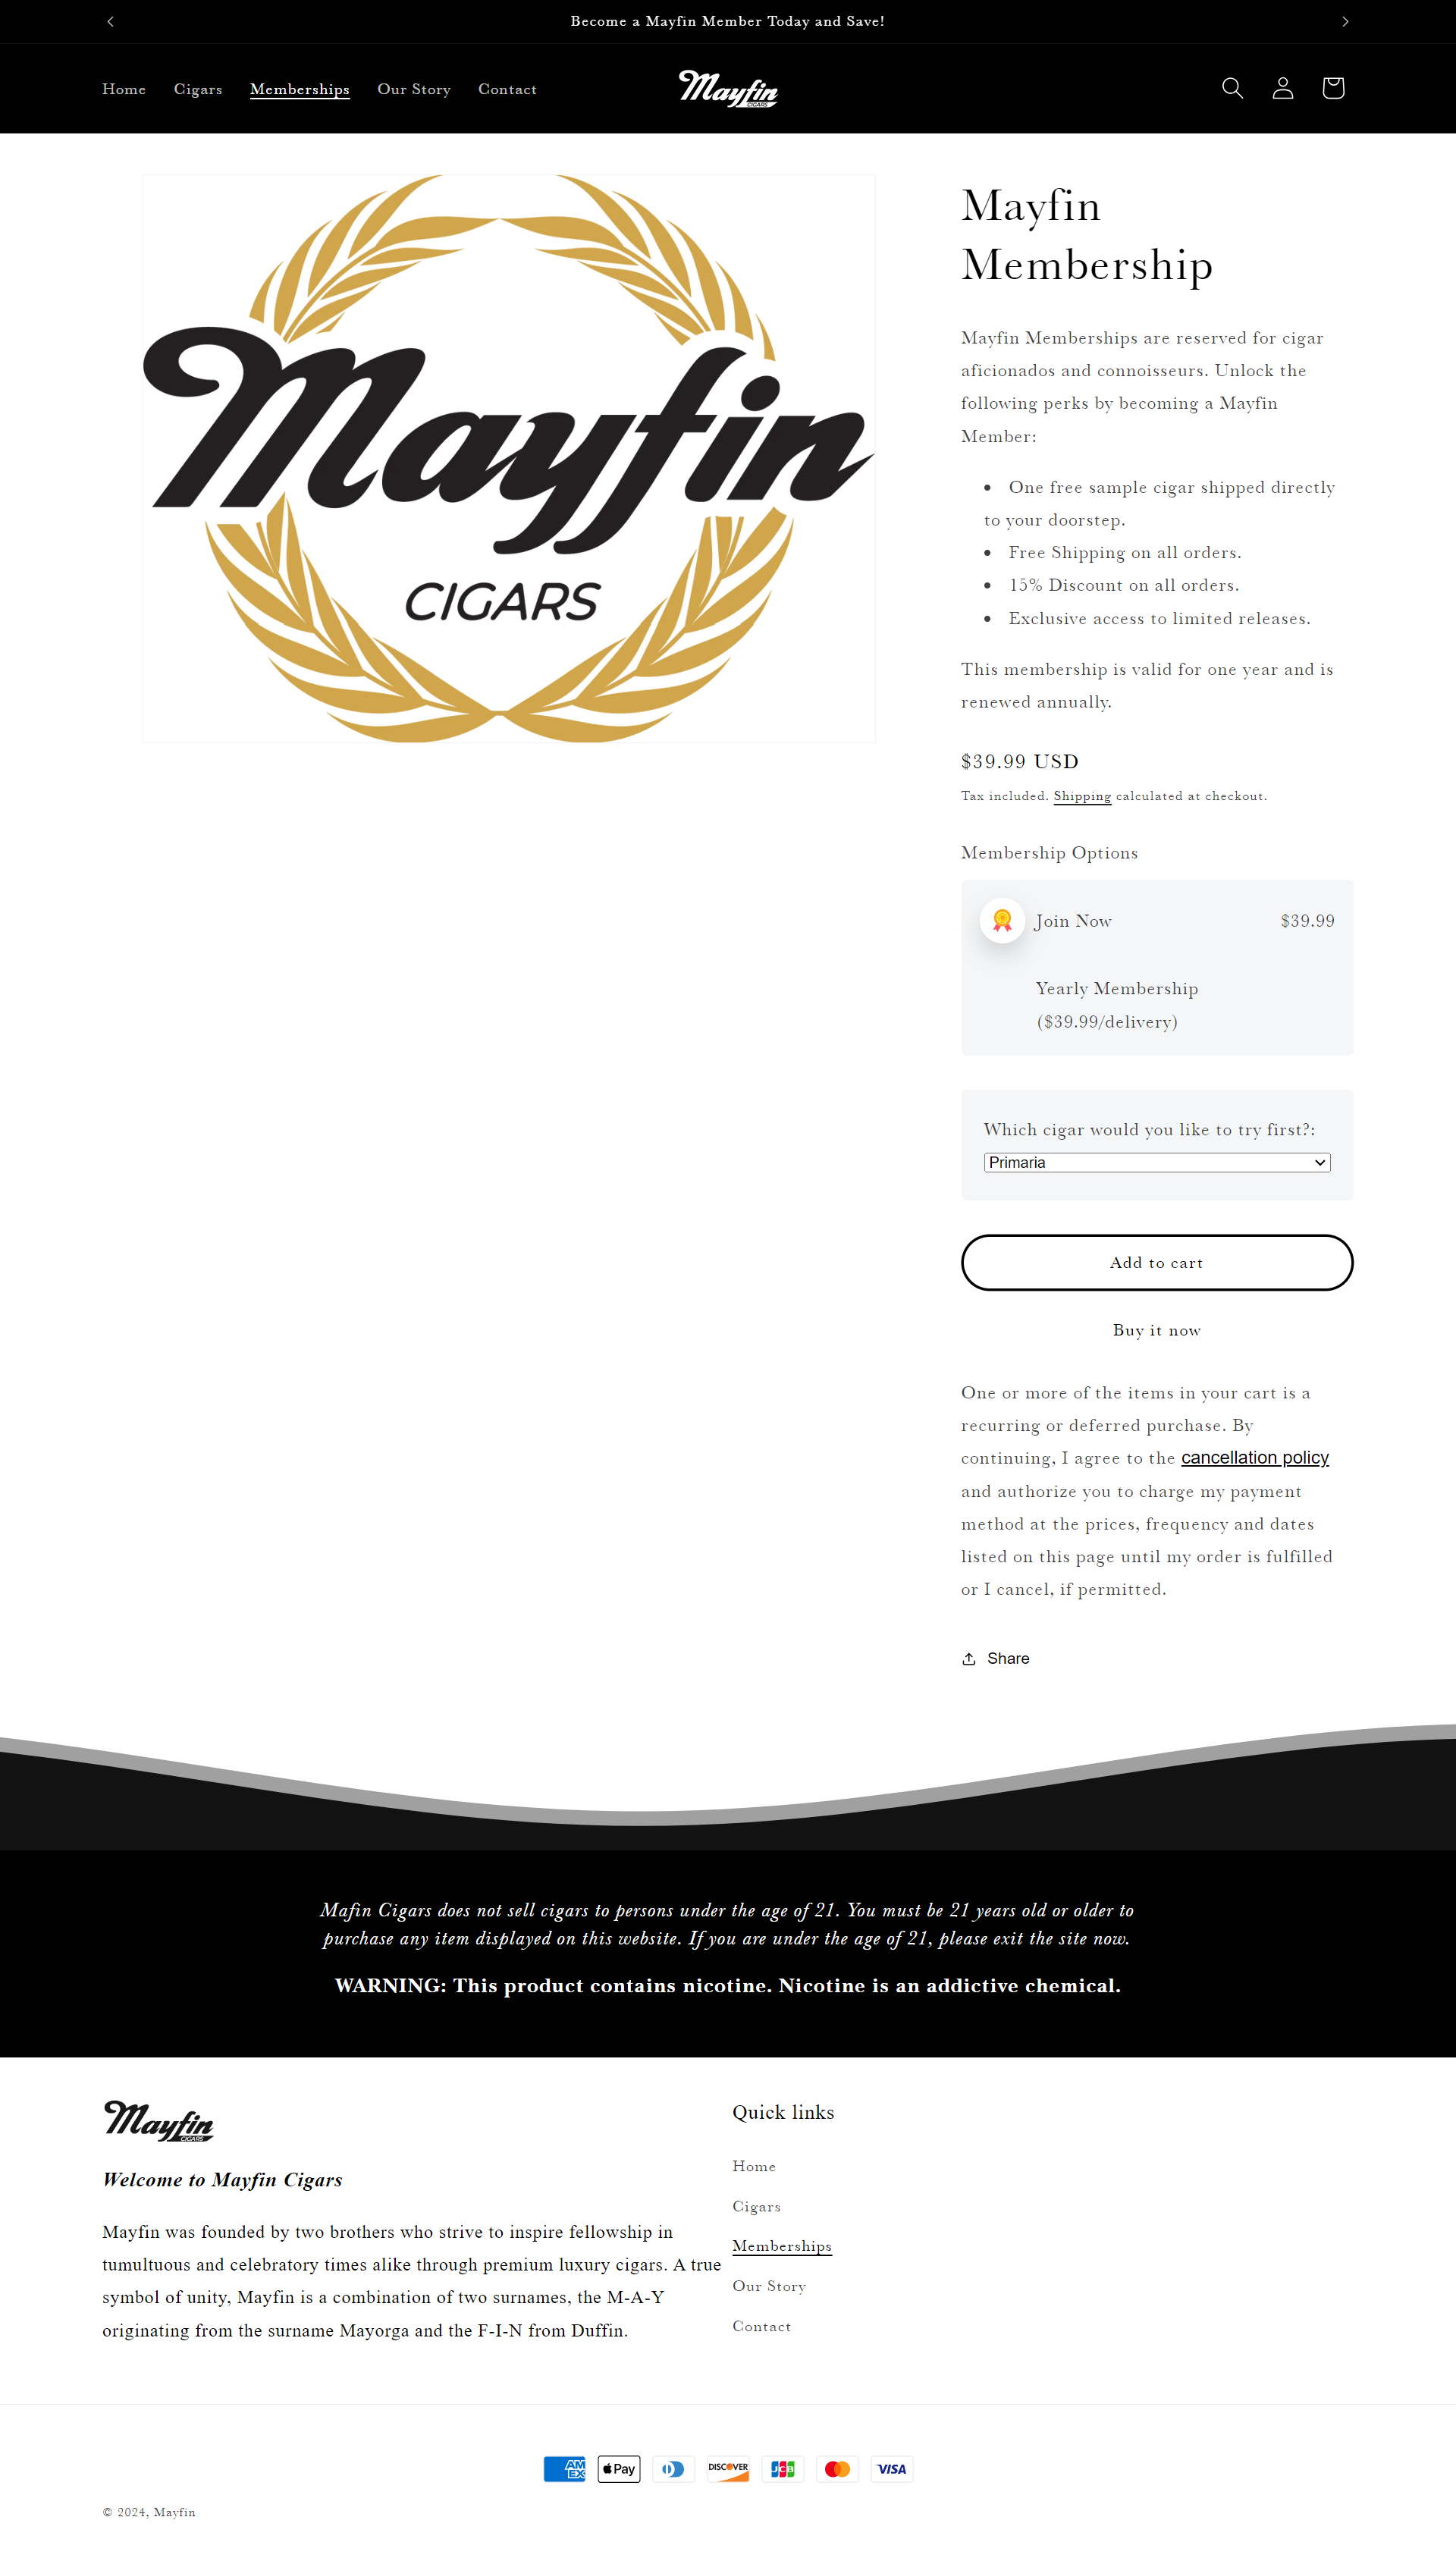 Become a Mayfin Member Today and Save!
Home Cigars Memberships Our Story Contact
Mayfin
CIGARS
Mayfin
CIGARS
Mayfin
Membership
Mayfin Memberships are reserved for cigar
aficionados and connoisseurs. Unlock the
following perks by becoming a Mayfin
Member:
• One free sample cigar shipped directly
to your doorstep.
• Free Shipping on all orders.
• 15% Discount on all orders.
• Exclusive access to limited releases.
This membership is valid for one year and is
renewed annually.
$39.99 USD
Tax included. Shipping calculated at checkout.
Membership Options
Join Now $39.99
Yearly Membership
($39.99/delivery)
Which cigar would you like to try first?:
Primaria
Add to cart
Buy it now
One or more of the items in your cart is a
recurring or deferred purchase. By
continuing, I agree to the cancellation policy
and authorize you to charge my payment
method at the prices, frequency and dates
listed on this page until my order is fulfilled
or I cancel, if permitted.
Share
Mafin Cigars does not sell cigars to persons under the age of 21. You must be 21 years old or older to
purchase any item displayed on this website. If you are under the age of 21, please exit the site now.
WARNING: This product contains nicotine. Nicotine is an addictive chemical.
Mayfin
CIGARS
Welcome to Mayfin Cigars
Mayfin was founded by two brothers who strive to inspire fellowship in
tumultuous and celebratory times alike through premium luxury cigars. A true
symbol of unity, Mayfin is a combination of two surnames, the M-A-Y
originating from the surname Mayorga and the F-I-N from Duffin.
Quick links
Home
Cigars
Memberships
Our Story
Contact
AM EX Pay DISCOVER JCB VISA
© 2024, Mayfin